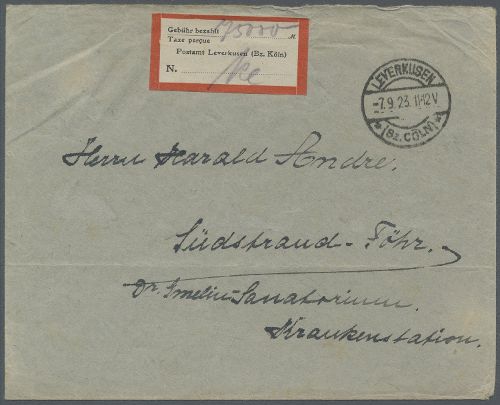 Gebühr bezahlt 75000 M
Taxe perçue
Postamt Leverkusen (Bz. Köln)
N.
LEVERKUSEN
-7.9.23. 11-12V
* (Bz. CÖLN) *
Herrn Harald Andre.
Südstrand-Föhr.
Dr. Gmelin-Sanatorium.
Krankenstation.